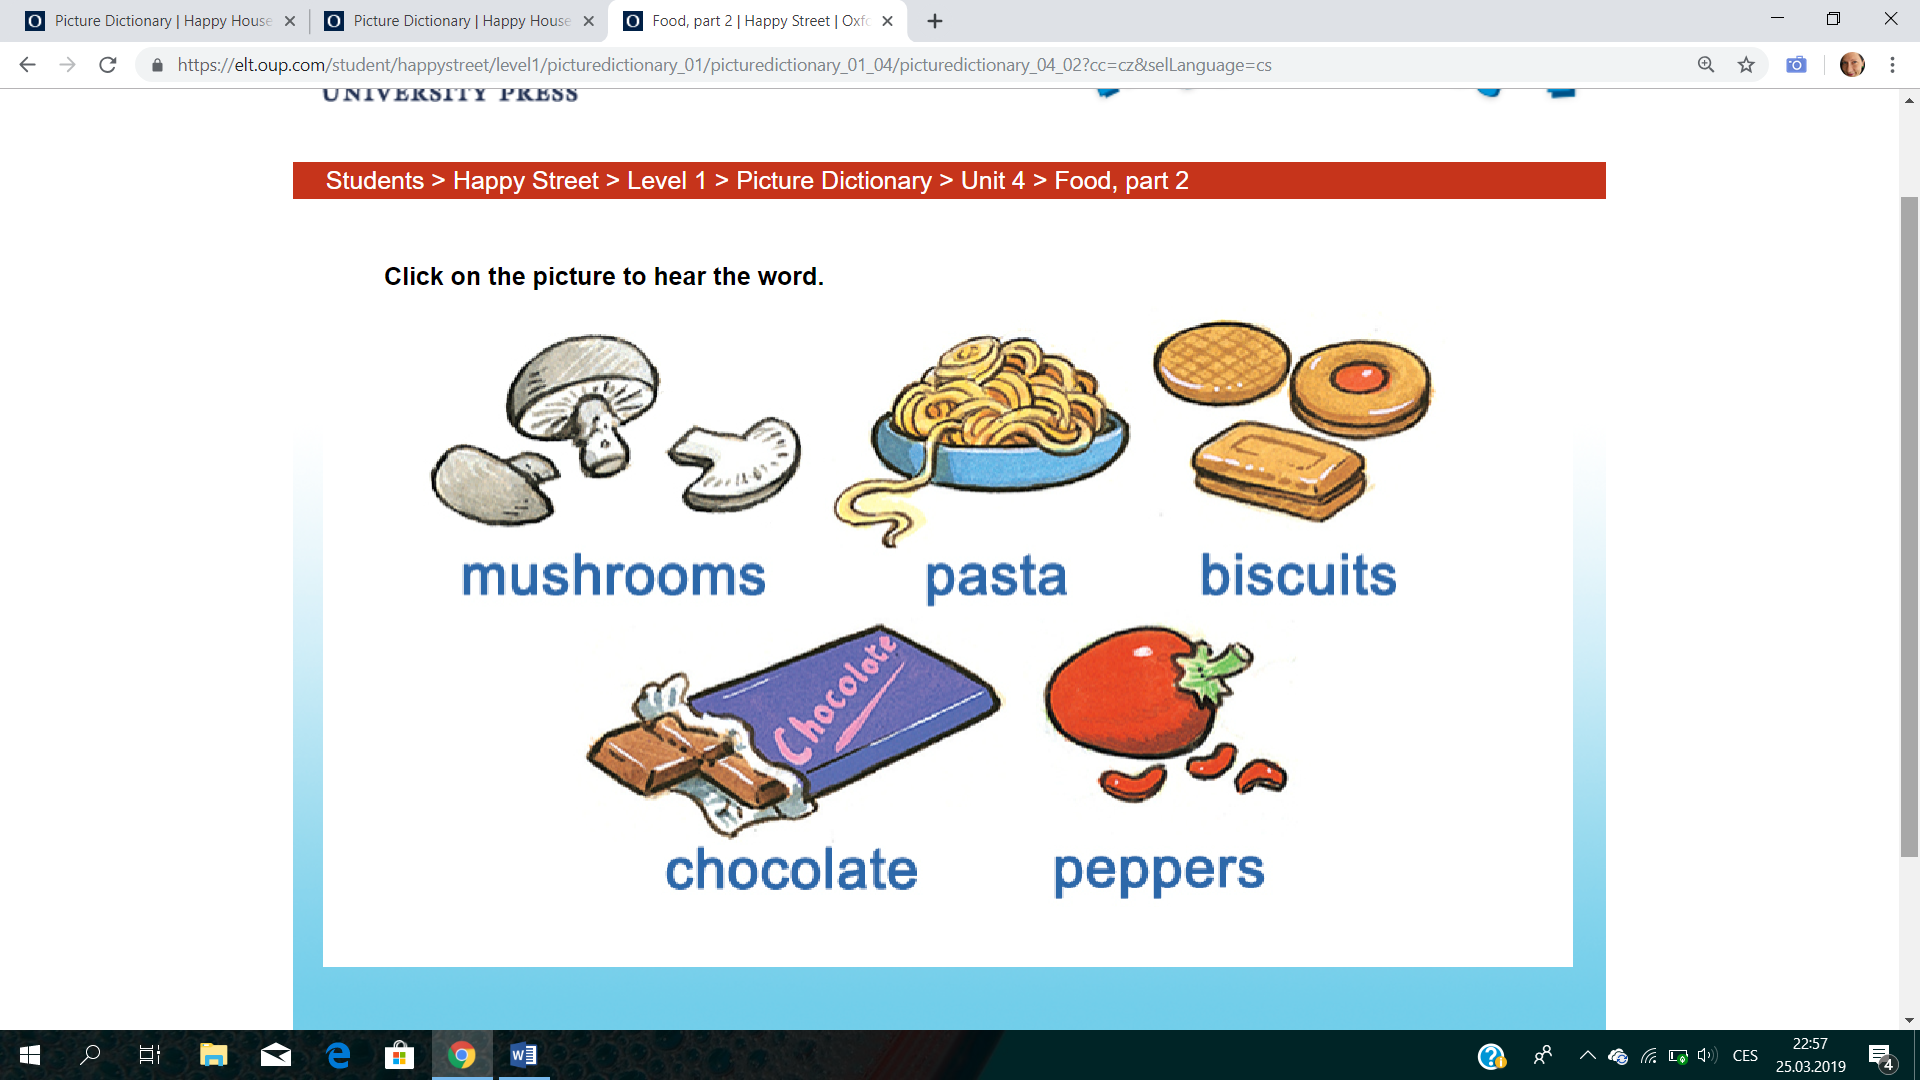 Picture Dictionary | Happy House
Picture Dictionary | Happy House
Food, part 2 | Happy Street | Oxfo
https://elt.oup.com/student/happystreet/level1/picturedictionary_01/picturedictionary_01_04/picturedictionary_04_02?cc=cz&selLanguage=cs
UNIVERSITY PRESS
Students > Happy Street > Level 1 > Picture Dictionary > Unit 4 > Food, part 2
Click on the picture to hear the word.
mushrooms pasta biscuits
Chocolate
chocolate peppers
CES
22:57
25.03.2019
4